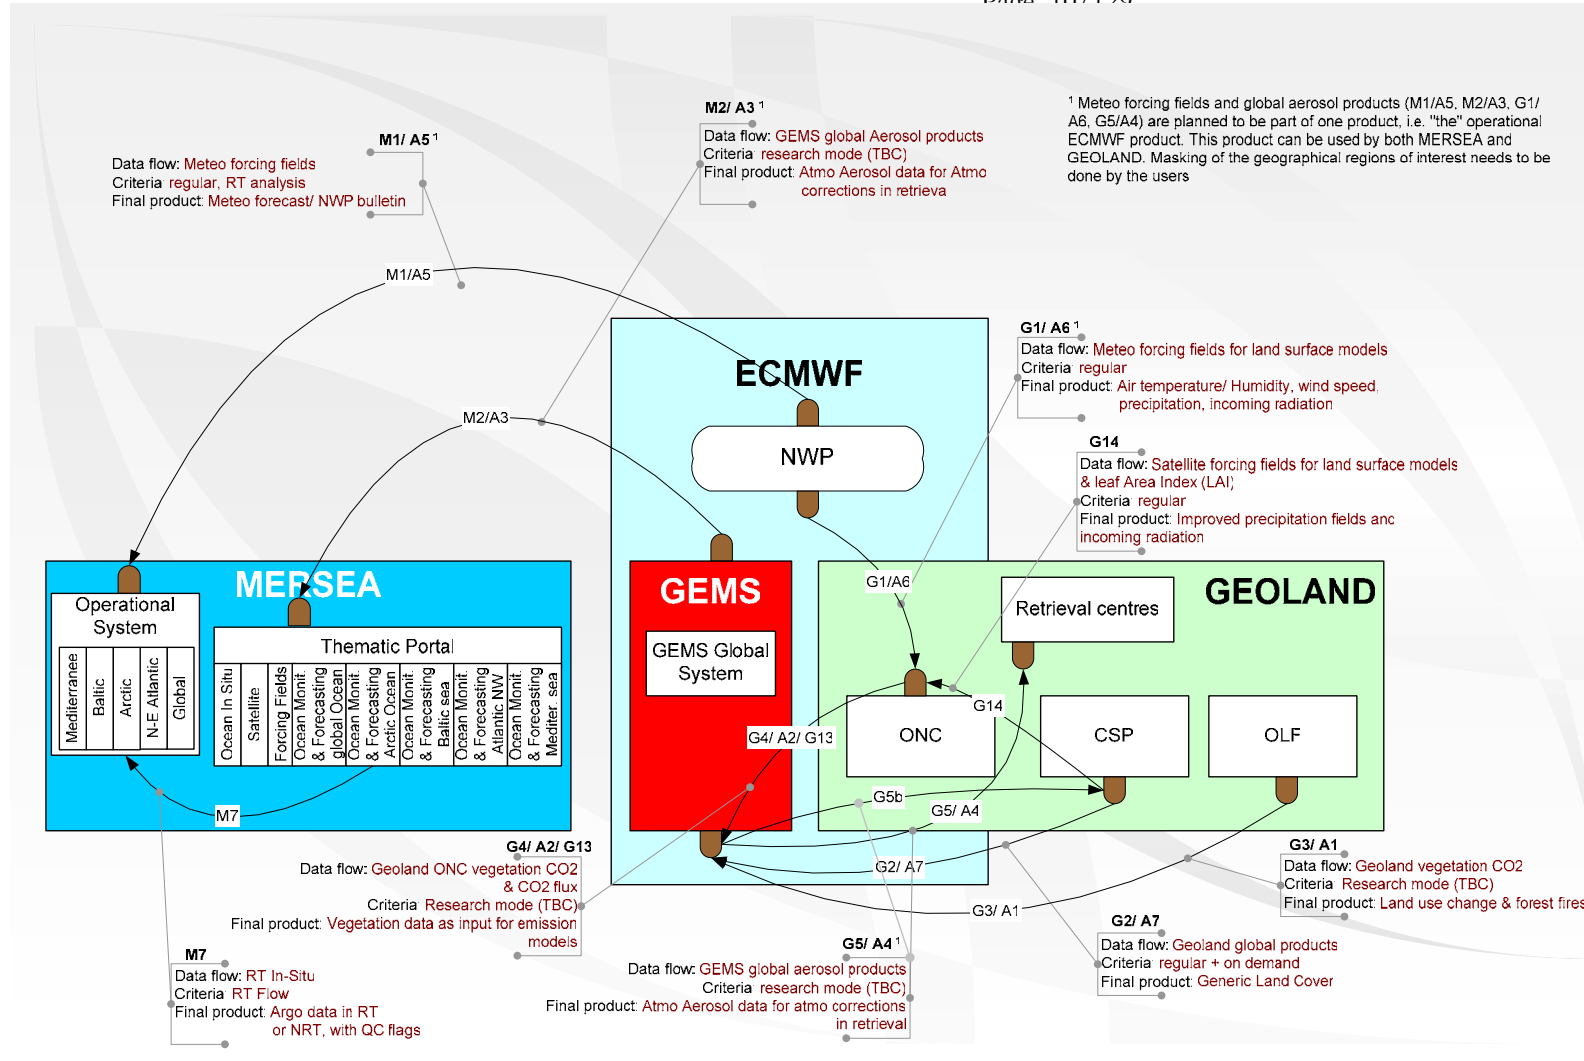 M2/ A3 ¹
Data flow: GEMS global Aerosol products
Criteria: research mode (TBC)
Final product: Atmo Aerosol data for Atmo
corrections in retrieva
¹ Meteo forcing fields and global aerosol products (M1/A5, M2/A3, G1/
A6, G5/A4) are planned to be part of one product, i.e. "the" operational
ECMWF product. This product can be used by both MERSEA and
GEOLAND. Masking of the geographical regions of interest needs to be
done by the users
M1/ A5 ¹
Data flow: Meteo forcing fields
Criteria: regular, RT analysis
Final product: Meteo forecast/ NWP bulletin
M1/A5
M2/A3
ECMWF
NWP
G1/ A6 ¹
Data flow: Meteo forcing fields for land surface models
Criteria: regular
Final product: Air temperature/ Humidity, wind speed,
precipitation, incoming radiation
G14
Data flow: Satellite forcing fields for land surface models
& leaf Area Index (LAI)
Criteria: regular
Final product: Improved precipitation fields and
incoming radiation
MERSEA
Operational
System
Mediterranee
Baltic
Arctic
N-E Atlantic
Global
Thematic Portal
Ocean In Situ
Satellite
Forcing Fields
Ocean Monit.
& Forecasting
global Ocean
Ocean Monit.
& Forecasting
Arctic Ocean
Ocean Monit.
& Forecasting
Baltic sea
Ocean Monit.
& Forecasting
Atlantic NW
Ocean Monit.
& Forecasting
Mediter. sea
M7
GEMS
GEMS Global
System
G1/A6
GEOLAND
Retrieval centres
G14
G4/ A2/ G13
ONC
CSP
OLF
G5b
G5/ A4
G2/ A7
G3/ A1
G4/ A2/ G13
Data flow: Geoland ONC vegetation CO2
& CO2 flux
Criteria: Research mode (TBC)
Final product: Vegetation data as input for emission
models
G3/ A1
Data flow: Geoland vegetation CO2
Criteria: Research mode (TBC)
Final product: Land use change & forest fires
M7
Data flow: RT In-Situ
Criteria: RT Flow
Final product: Argo data in RT
or NRT, with QC flags
G5/ A4 ¹
Data flow: GEMS global aerosol products
Criteria: research mode (TBC)
Final product: Atmo Aerosol data for atmo corrections
in retrieval
G2/ A7
Data flow: Geoland global products
Criteria: regular + on demand
Final product: Generic Land Cover